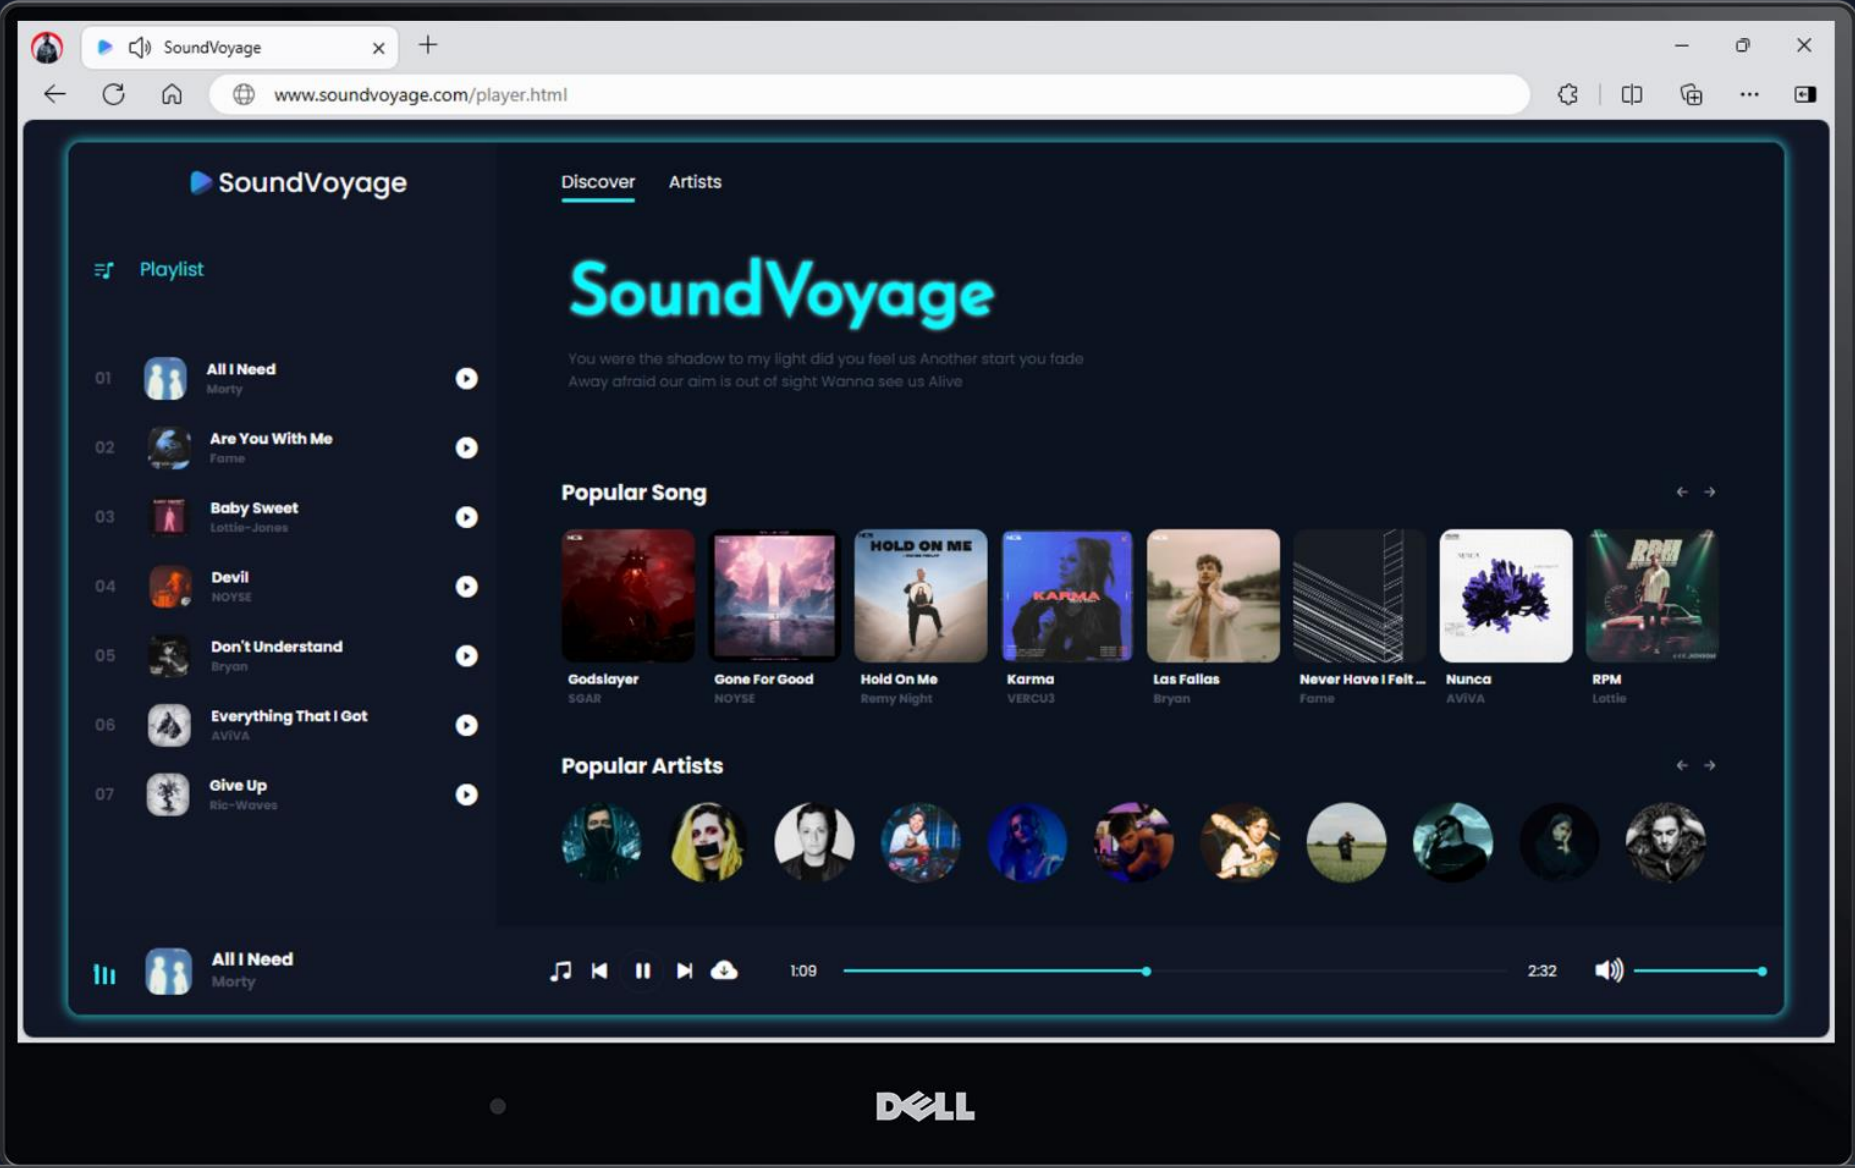 SoundVoyage
www.soundvoyage.com/player.html
SoundVoyage
Playlist
01
All I Need
Morty
02
Are You With Me
Fame
03
Baby Sweet
Lottie-Jones
04
Devil
NOYSE
05
Don't Understand
Bryan
06
Everything That I Got
AViVA
07
Give Up
Ric-Waves
Discover Artists
SoundVoyage
You were the shadow to my light did you feel us Another start you fade
Away afraid our aim is out of sight Wanna see us Alive
Popular Song
HOLD ON ME
KARMA
NUNCA
RPM
Godslayer
SGAR
Gone For Good
NOYSE
Hold On Me
Remy Night
Karma
VERCU3
Las Fallas
Bryan
Never Have I Felt ...
Fame
Nunca
AViVA
RPM
Lottie
Popular Artists
All I Need
Morty
1:09
2:32
DELL